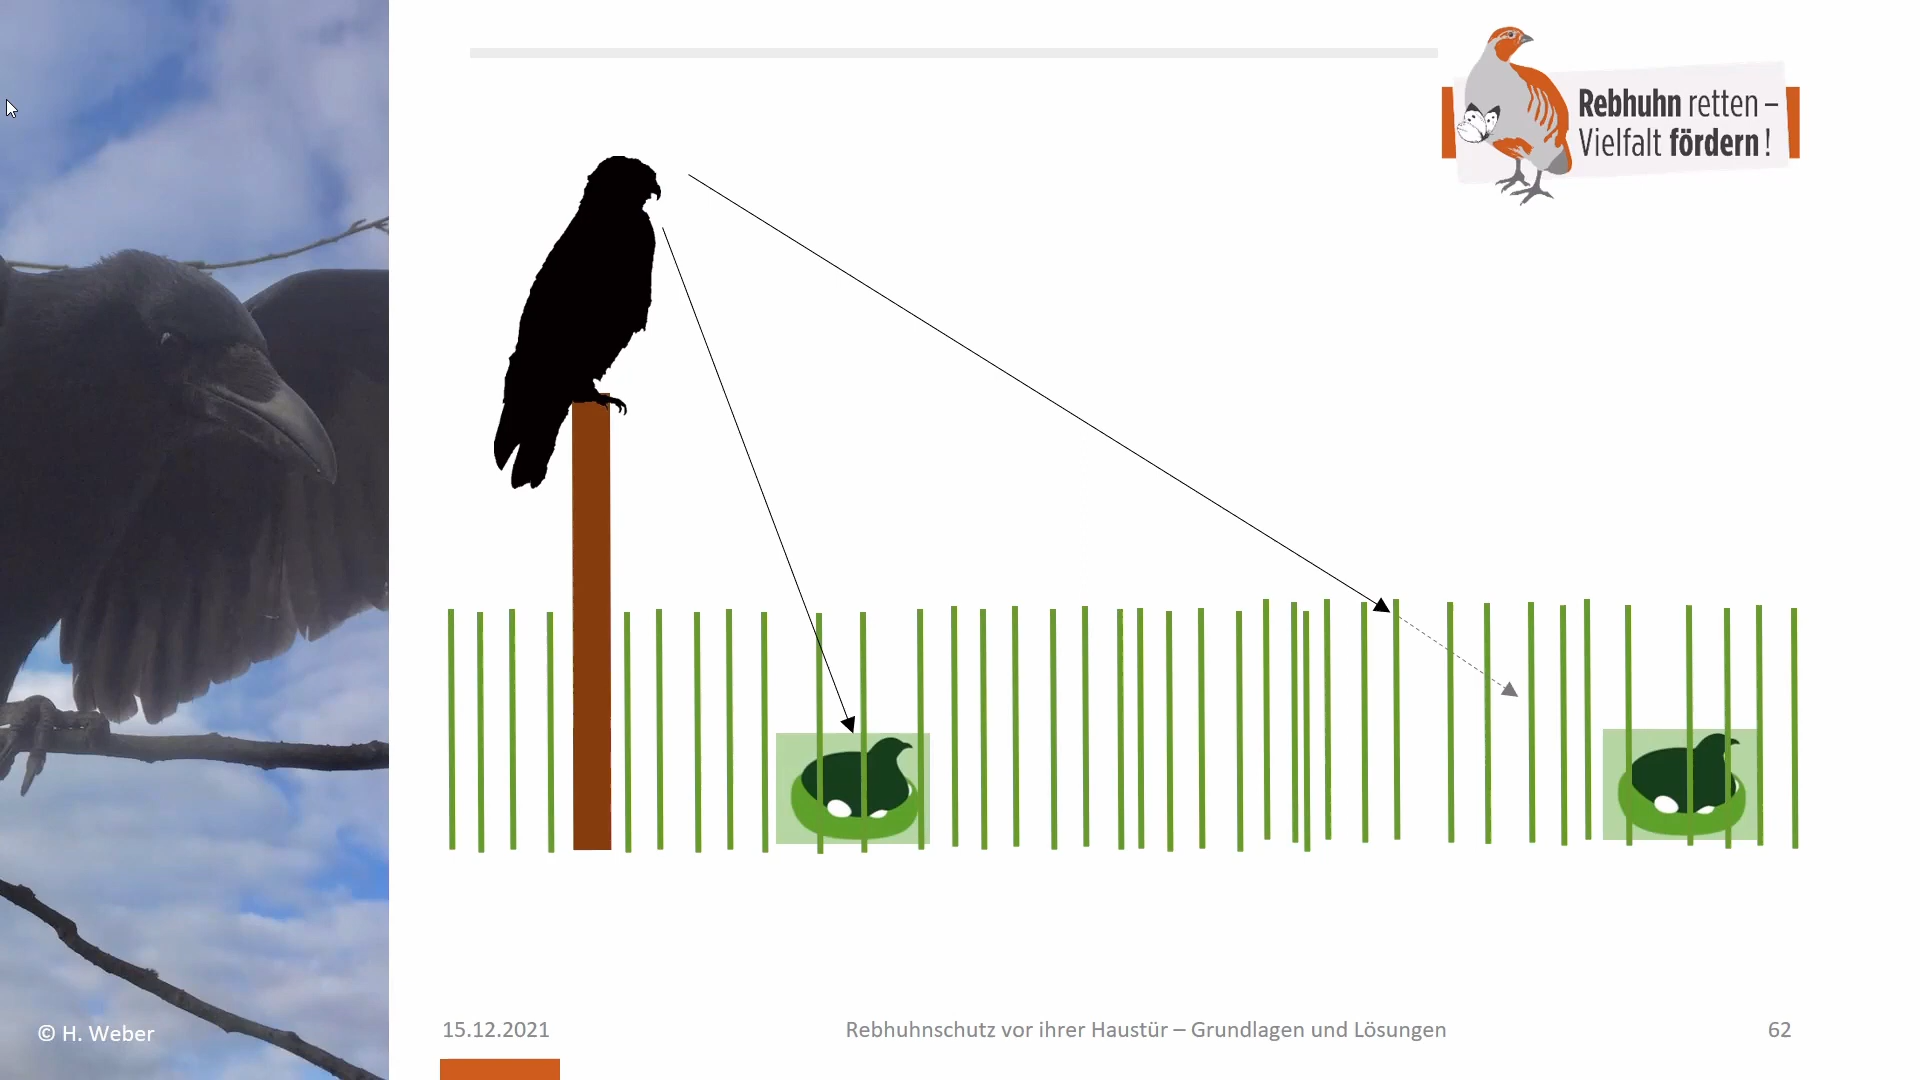 Rebhuhn retten –
Vielfalt fördern!
© H. Weber
15.12.2021
Rebhuhnschutz vor ihrer Haustür – Grundlagen und Lösungen
62